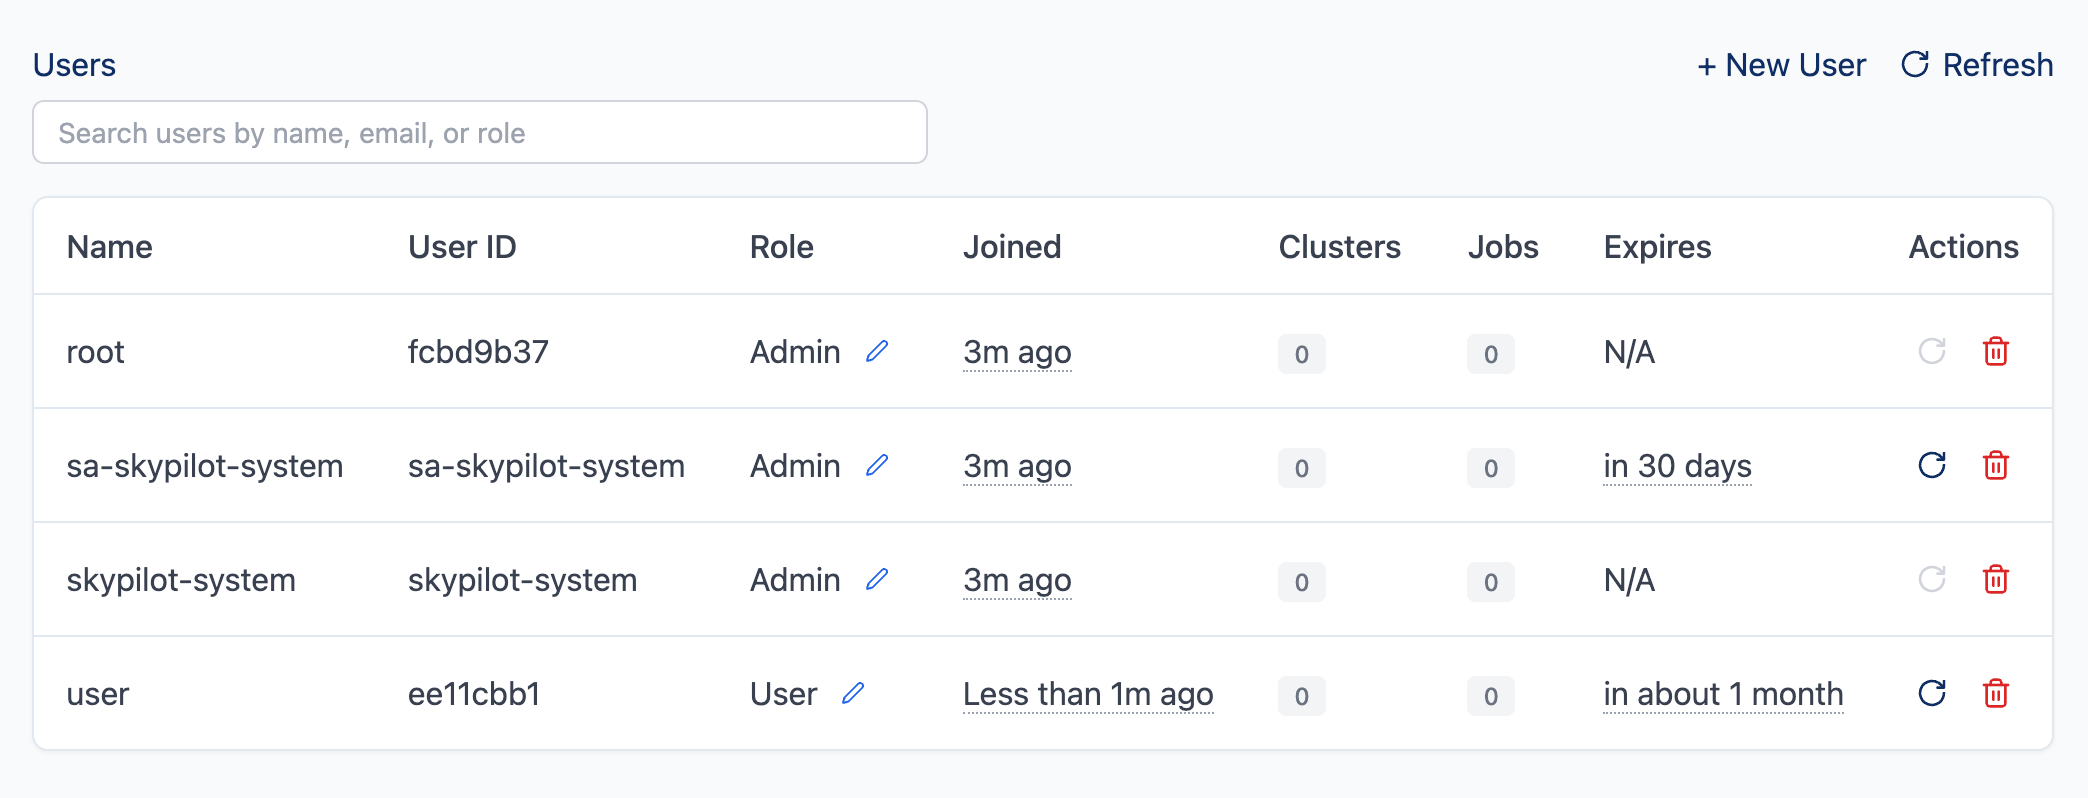 Users
+ New User
Refresh
Search users by name, email, or role
Name User ID Role Joined Clusters Jobs Expires Actions
root fcbd9b37 Admin 3m ago 0 0 N/A
sa-skypilot-system sa-skypilot-system Admin 3m ago 0 0 in 30 days
skypilot-system skypilot-system Admin 3m ago 0 0 N/A
user ee11cbb1 User Less than 1m ago 0 0 in about 1 month